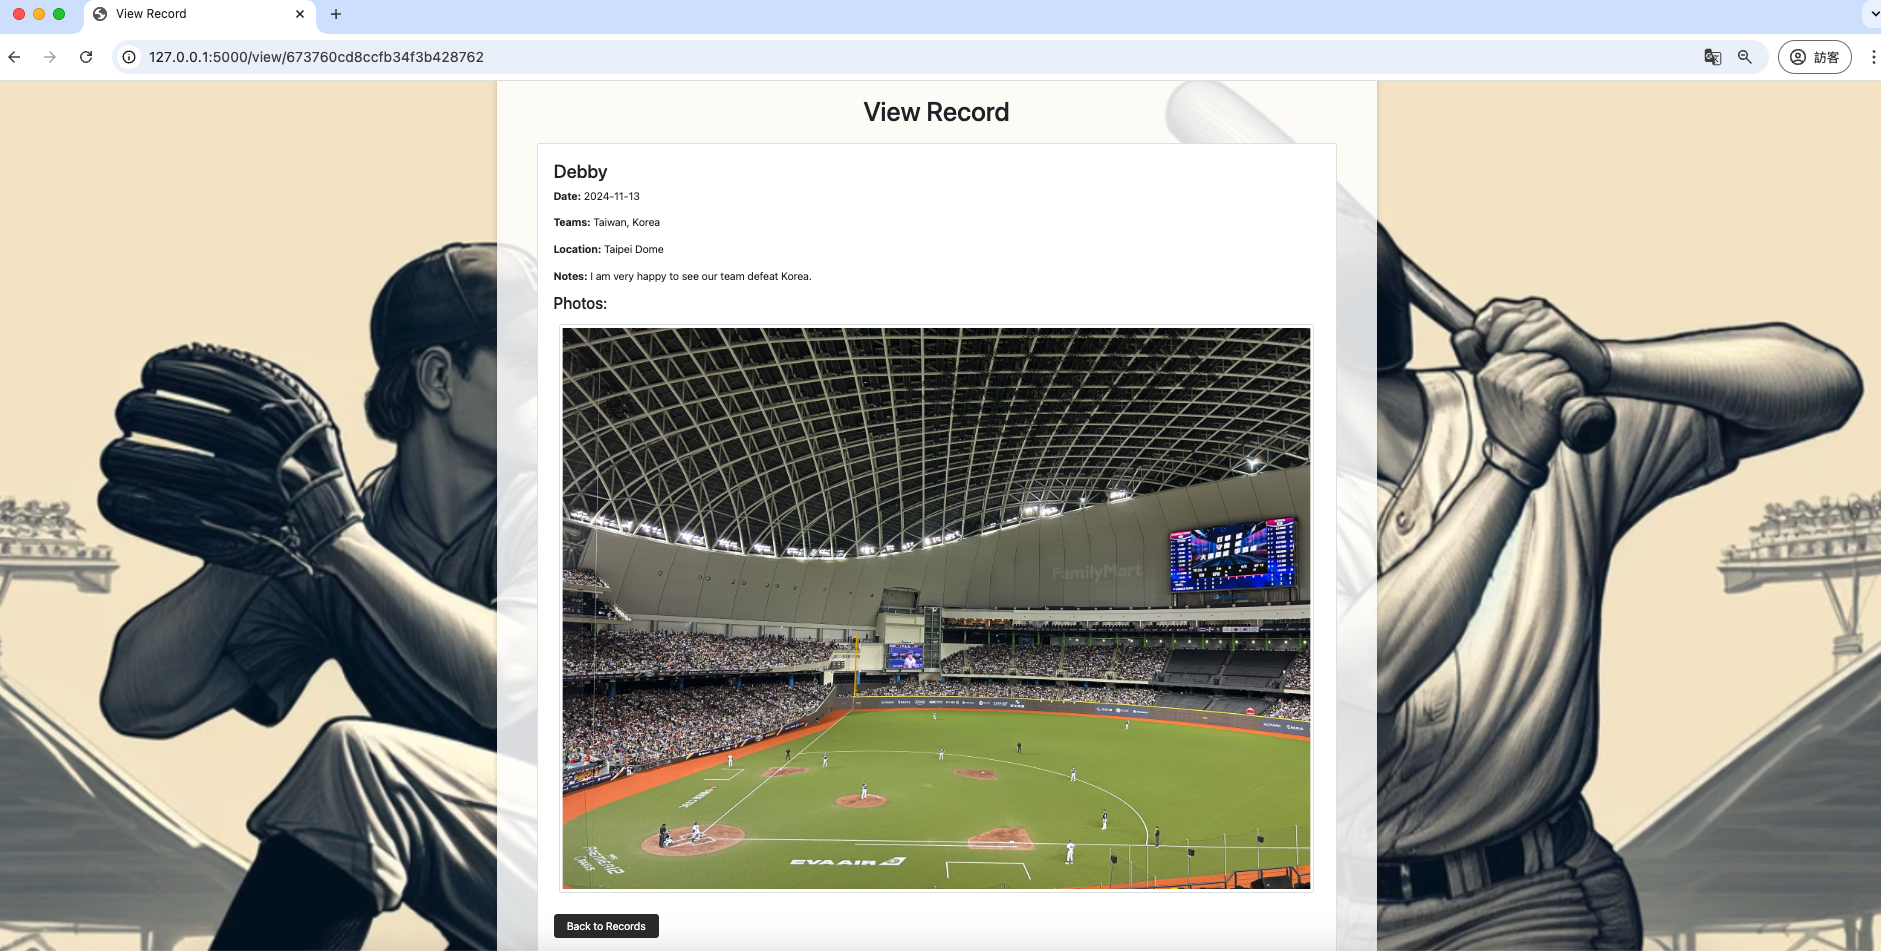 View Record
127.0.0.1:5000/view/673760cd8ccfb34f3b428762
訪客
View Record
Debby
Date: 2024-11-13
Teams: Taiwan, Korea
Location: Taipei Dome
Notes: I am very happy to see our team defeat Korea.
Photos:
FamilyMart
EVA AIR
Back to Records